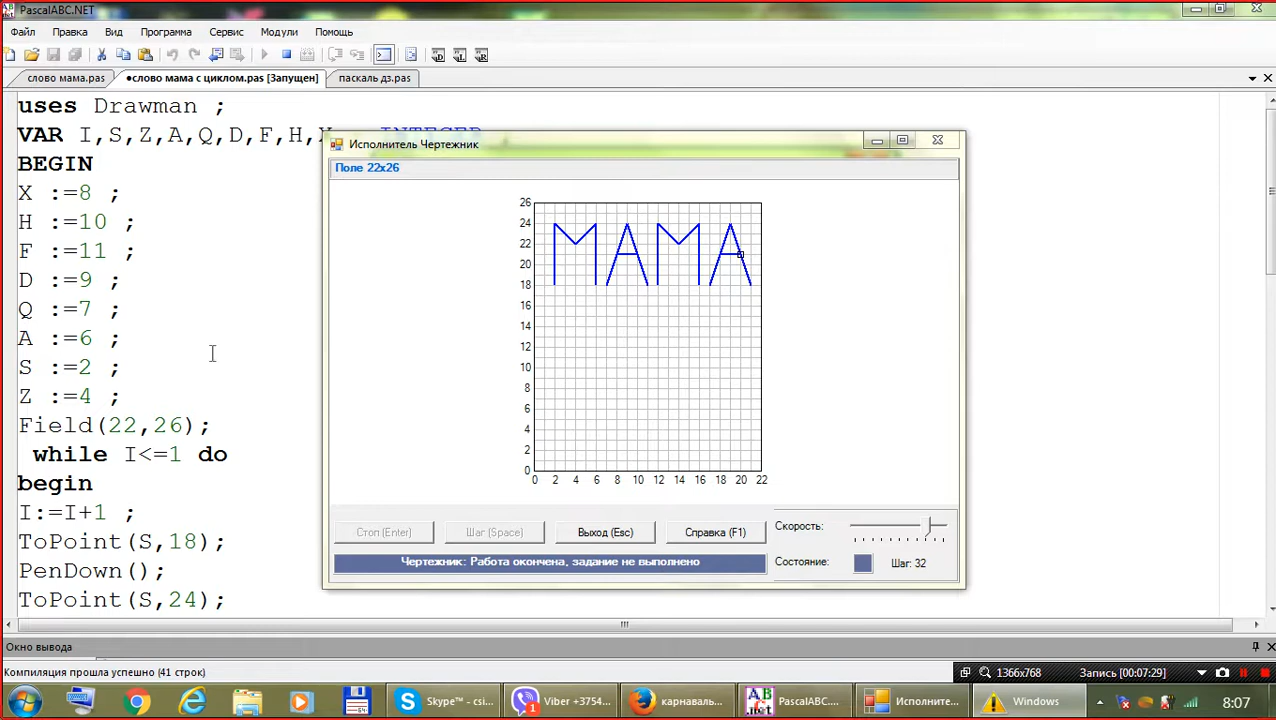 PascalABC.NET
Файл Правка Вид Программа Сервис Модули Помощь
слово мама.pas •слово мама с циклом.pas [Запущен] паскаль дз.pas
uses Drawman ;
VAR I,S,Z,A,Q,D,F,H,X : INTEGER
BEGIN
X :=8 ;
H :=10 ;
F :=11 ;
D :=9 ;
Q :=7 ;
A :=6 ;
S :=2 ;
Z :=4 ;
Field(22,26);
while I<=1 do
begin
I:=I+1 ;
ToPoint(S,18);
PenDown();
ToPoint(S,24);
Исполнитель Чертежник
Поле 22x26
26
24
22
20
18
16
14
12
10
8
6
4
2
0
МАМА
0 2 4 6 8 10 12 14 16 18 20 22
Стоп (Enter) Шаг (Space) Выход (Esc) Справка (F1)
Скорость:
Чертежник: Работа окончена, задание не выполнено
Состояние: Шаг: 32
Окно вывода
Компиляция прошла успешно (41 строк)
1366x768 Запись [00:07:29]
Skype™ - csi... Viber +3754... карнаваль... PascalABC.... Исполните... Windows
1
8:07